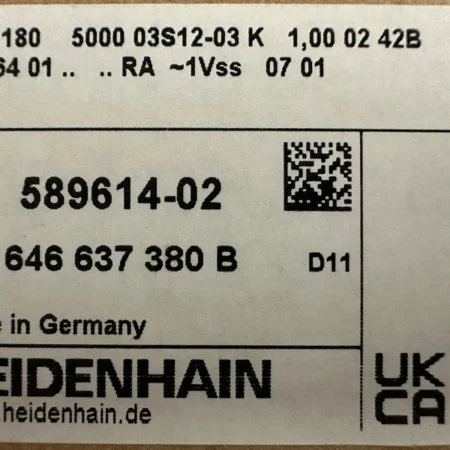 180 5000 03S12-03 K 1,00 02 42B
64 01 .. .. RA ~1Vss 07 01
589614-02
646 637 380 B D11
in Germany
EIDENHAIN
.heidenhain.de
UK
CA